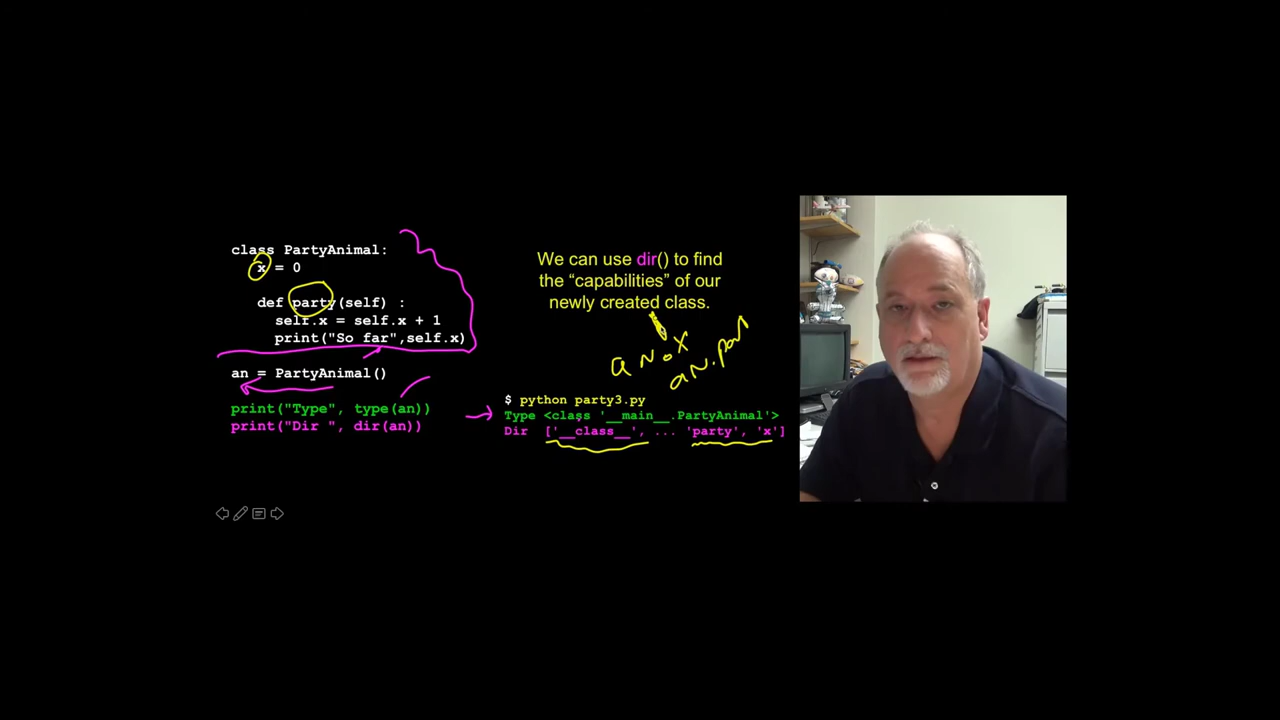 class PartyAnimal:
x = 0
def party(self) :
self.x = self.x + 1
print("So far",self.x)
an = PartyAnimal()
print("Type", type(an))
print("Dir ", dir(an))
We can use dir() to find
the “capabilities” of our
newly created class.
an.x
an.part
$ python party3.py
Type <class '__main__.PartyAnimal'>
Dir  ['__class__', ... 'party', 'x']